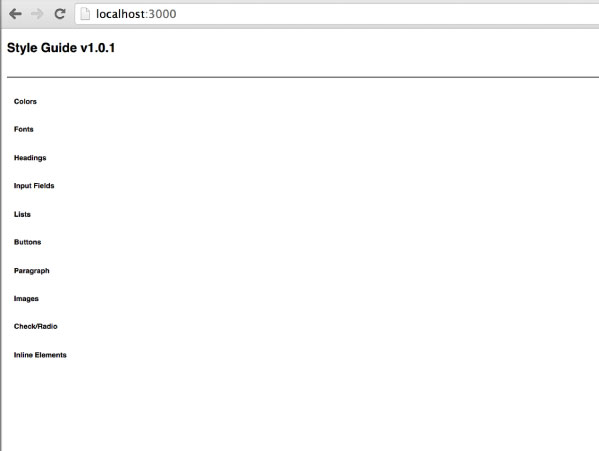 localhost:3000
Style Guide v1.0.1
Colors
Fonts
Headings
Input Fields
Lists
Buttons
Paragraph
Images
Check/Radio
Inline Elements